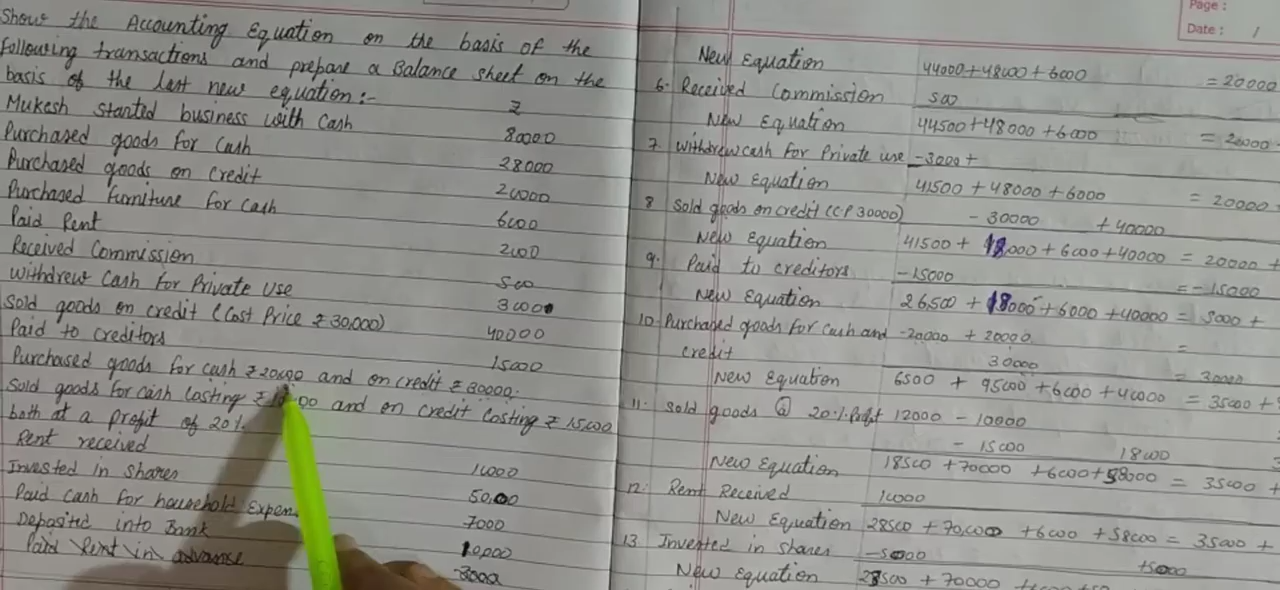 Show the Accounting Equation on the basis of the
following transactions and prepare a Balance sheet on the
basis of the last new equation:-
₹
Mukesh started business with Cash 80000
Purchased goods for Cash 28000
Purchased goods on Credit 20000
Purchased Furniture for Cash 6000
Paid Rent 2000
Received Commission 500
Withdrew Cash for Private Use 3000
Sold goods on credit (Cost Price ₹ 30,000) 40000
Paid to creditors 15000
Purchased goods for cash ₹ 20000 and on credit ₹ 30000.
Sold goods for cash Costing ₹ and on credit Costing ₹ 15000
both at a profit of 20%.
Rent received 10000
Invested in shares 5000
Paid cash for household Expen
7000
Deposited into Bank 10,000
Paid Rent in advance 3000
Page :
Date : /
New Equation 44000+48000+6000 = 20000
6. Received Commission 500
New Equation 44500+48000+6000 = 20000
7. Withdrew cash for Private use -3000+
New Equation 41500+48000+6000 = 20000
8 Sold goods on credit (C.P 30000) - 30000 + 40000
New Equation 41500 + 18000 + 6000 + 40000 = 20000 +
9. Paid to creditors -15000 = -15000
New Equation 26500 + 18000 + 6000 + 40000 = 5000 +
10. Purchased goods for cash and -20000 + 20000 =
credit 30000 = 30000
New Equation 6500 + 95000 + 6000 + 40000 = 35000 +
11. Sold goods @ 20% Profit 12000 - 10000
- 15000 18000
New Equation 18500 + 70000 + 6000 + 58000 = 35000 +
12. Rent Received 10000
New Equation 28500 + 70,000 + 6000 + 58000 = 35000 +
13. Invested in shares -5000 +5000
New Equation 23500 + 70000